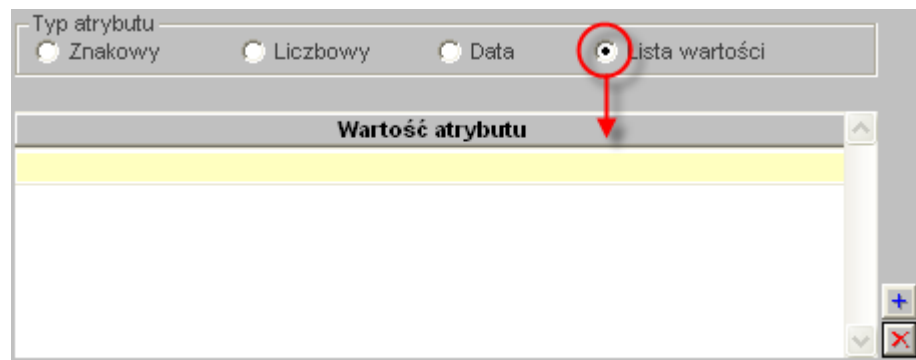 Typ atrybutu
Znakowy Liczbowy Data Lista wartości
Wartość atrybutu